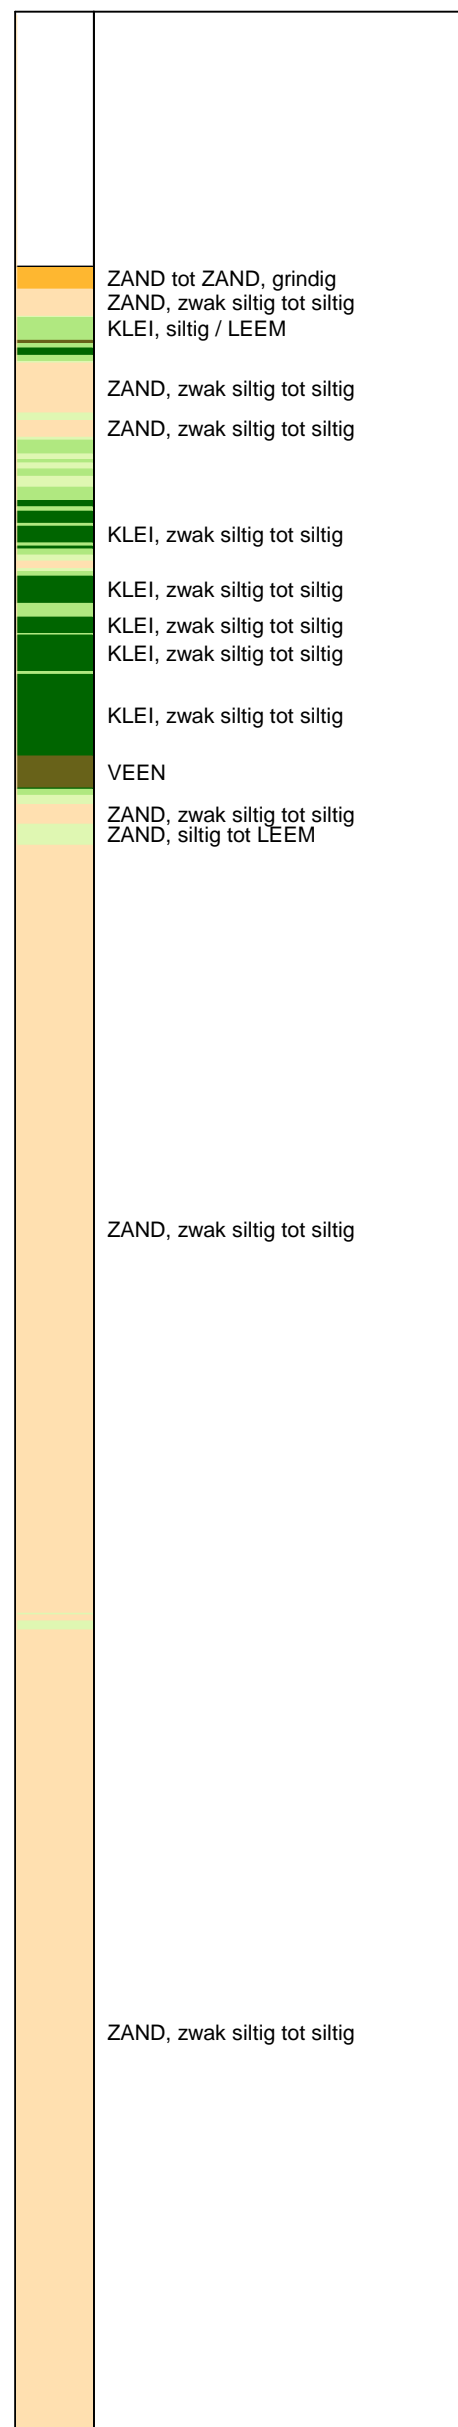 ZAND tot ZAND, grindig
ZAND, zwak siltig tot siltig
KLEI, siltig / LEEM
ZAND, zwak siltig tot siltig
ZAND, zwak siltig tot siltig
KLEI, zwak siltig tot siltig
KLEI, zwak siltig tot siltig
KLEI, zwak siltig tot siltig
KLEI, zwak siltig tot siltig
KLEI, zwak siltig tot siltig
VEEN
ZAND, zwak siltig tot siltig
ZAND, siltig tot LEEM
ZAND, zwak siltig tot siltig
ZAND, zwak siltig tot siltig